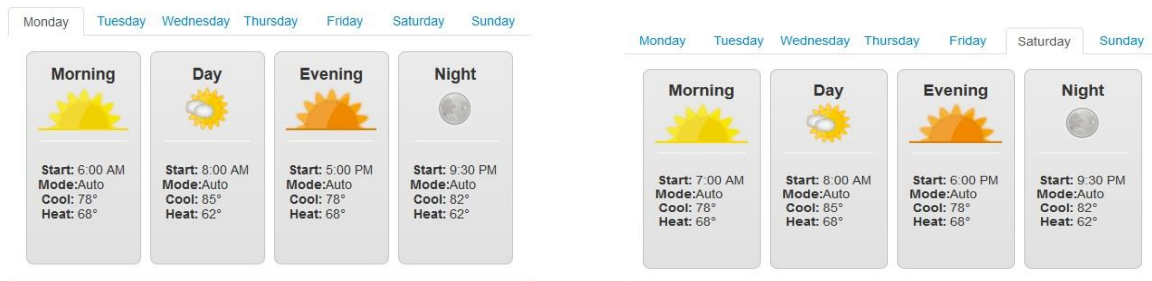 Monday Tuesday Wednesday Thursday Friday Saturday Sunday
Morning Day Evening Night
Start: 6:00 AM Start: 8:00 AM Start: 5:00 PM Start: 9:30 PM
Mode:Auto Mode:Auto Mode:Auto Mode:Auto
Cool: 78° Cool: 85° Cool: 78° Cool: 82°
Heat: 68° Heat: 62° Heat: 68° Heat: 62°
Monday Tuesday Wednesday Thursday Friday Saturday Sunday
Morning Day Evening Night
Start: 7:00 AM Start: 8:00 AM Start: 6:00 PM Start: 9:30 PM
Mode:Auto Mode:Auto Mode:Auto Mode:Auto
Cool: 78° Cool: 85° Cool: 78° Cool: 82°
Heat: 68° Heat: 68° Heat: 68° Heat: 62°